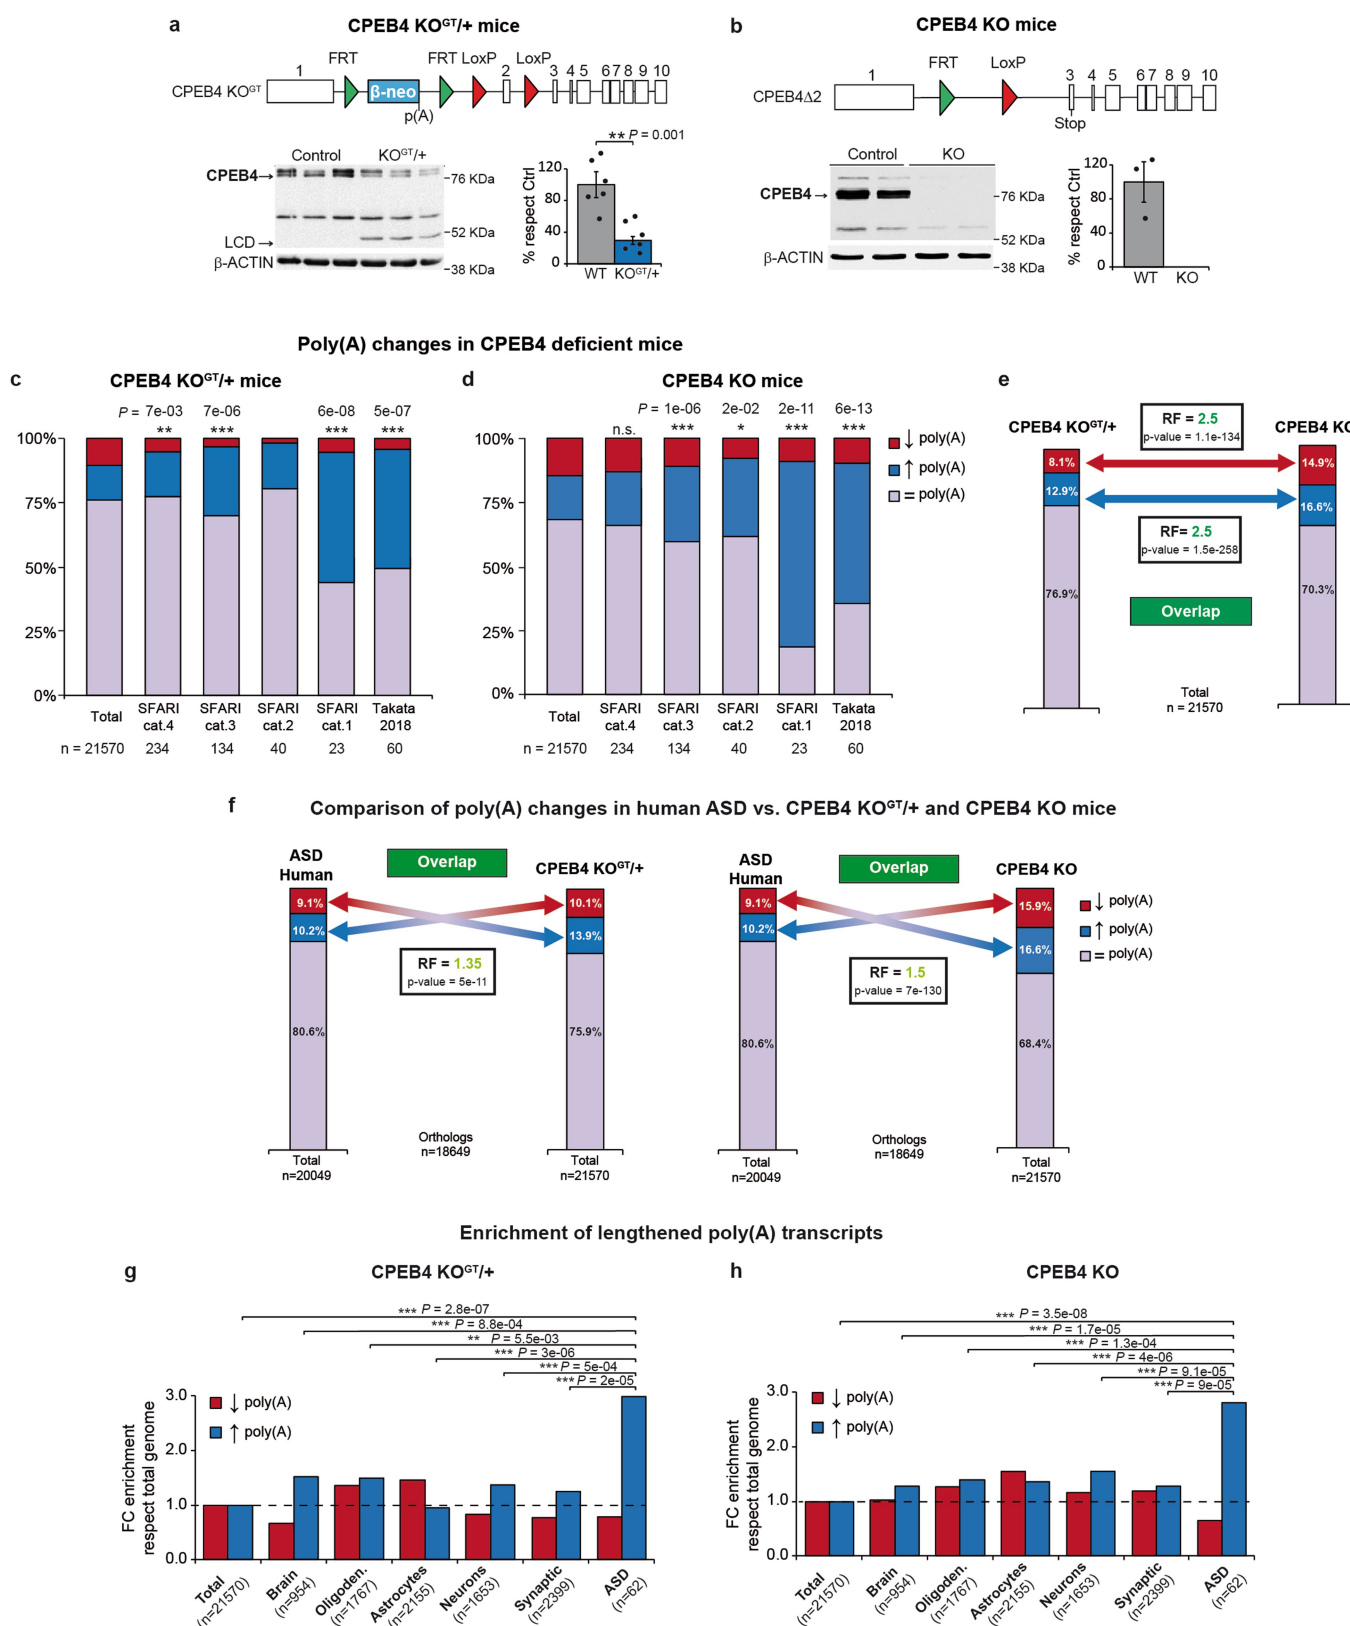 a
CPEB4 KOGT/+ mice
FRT
FRT LoxP
LoxP
1
2
3
4 5
67 8 9
10
CPEB4 KOGT
β-neo
p(A)
Control
KOGT/+
CPEB4→
-76 KDa
-52 KDa
LCD→
β-ACTIN
-38 KDa
** P = 0.001
% respect Ctrl
120
80
40
0
WT
KOGT/+
b
CPEB4 KO mice
FRT
LoxP
1
3
4
5
67 8 9
10
CPEB4Δ2
Stop
Control
KO
CPEB4→
-76 KDa
-52 KDa
β-ACTIN
-38 KDa
% respect Ctrl
120
80
40
0
WT
KO
Poly(A) changes in CPEB4 deficient mice
c
CPEB4 KOGT/+ mice
P = 7e-03
7e-06
6e-08
5e-07
**
***
***
***
100%
75%
50%
25%
0%
Total
SFARI cat.4
SFARI cat.3
SFARI cat.2
SFARI cat.1
Takata 2018
n = 21570
234
134
40
23
60
d
CPEB4 KO mice
P = 1e-06
2e-02
2e-11
6e-13
n.s.
***
*
***
***
100%
75%
50%
25%
0%
↓ poly(A)
↑ poly(A)
= poly(A)
Total
SFARI cat.4
SFARI cat.3
SFARI cat.2
SFARI cat.1
Takata 2018
n = 21570
234
134
40
23
60
e
CPEB4 KOGT/+
CPEB4 KO
RF = 2.5
p-value = 1.1e-134
8.1%
14.9%
12.9%
16.6%
RF= 2.5
p-value = 1.5e-258
76.9%
70.3%
Overlap
Total
n = 21570
f
Comparison of poly(A) changes in human ASD vs. CPEB4 KOGT/+ and CPEB4 KO mice
ASD
Human
Overlap
CPEB4 KOGT/+
9.1%
10.1%
10.2%
13.9%
RF = 1.35
p-value = 5e-11
80.6%
75.9%
Orthologs
n=18649
Total
n=20049
Total
n=21570
ASD
Human
Overlap
CPEB4 KO
9.1%
15.9%
10.2%
16.6%
RF = 1.5
p-value = 7e-130
80.6%
68.4%
↓ poly(A)
↑ poly(A)
= poly(A)
Orthologs
n=18649
Total
n=20049
Total
n=21570
Enrichment of lengthened poly(A) transcripts
g
CPEB4 KOGT/+
*** P = 2.8e-07
*** P = 8.8e-04
** P = 5.5e-03
*** P = 3e-06
*** P = 5e-04
*** P = 2e-05
FC enrichment
respect total genome
3.0
2.0
1.0
0.0
↓ poly(A)
↑ poly(A)
Total
(n=21570)
Brain
(n=954)
Oligoden.
(n=1767)
Astrocytes
(n=2155)
Neurons
(n=1653)
Synaptic
(n=2399)
ASD
(n=62)
h
CPEB4 KO
*** P = 3.5e-08
*** P = 1.7e-05
*** P = 1.3e-04
*** P = 4e-06
*** P = 9.1e-05
*** P = 9e-05
FC enrichment
respect total genome
3.0
2.0
1.0
0.0
↓ poly(A)
↑ poly(A)
Total
(n=21570)
Brain
(n=954)
Oligoden.
(n=1767)
Astrocytes
(n=2155)
Neurons
(n=1653)
Synaptic
(n=2399)
ASD
(n=62)